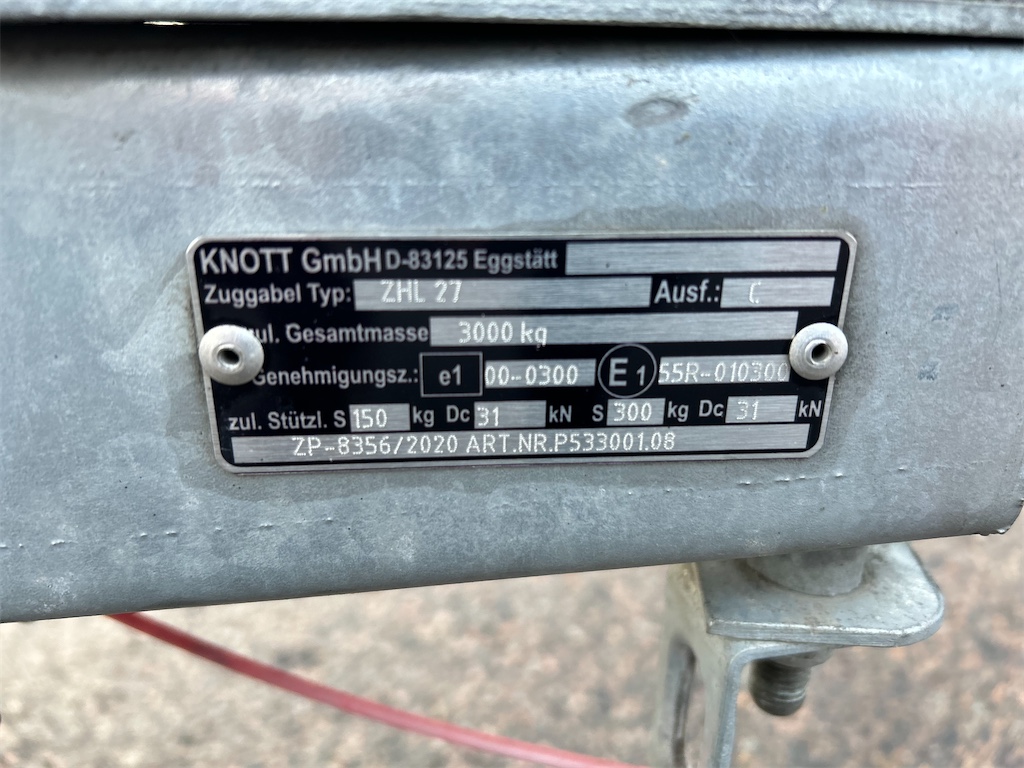 KNOTT GmbH D-83125 Eggstätt
Zuggabel Typ: ZHL 27 Ausf.: C
zul. Gesamtmasse 3000 kg
Genehmigungsz.: e1 00-0300 E1 55R-010300
zul. Stützl. S 150 kg Dc 31 kN S 300 kg Dc 31 kN
ZP-8356/2020 ART.NR.P533001.08